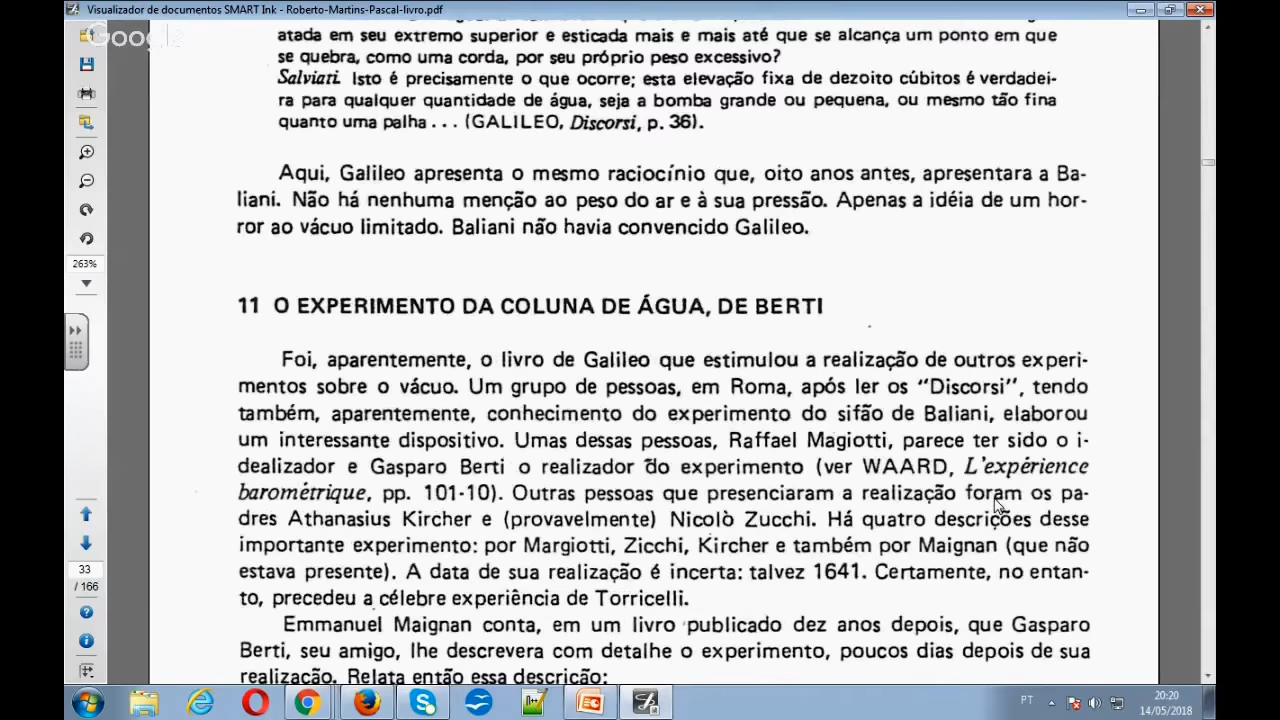 Visualizador de documentos SMART Ink - Roberto-Martins-Pascal-livro.pdf
Google
atada em seu extremo superior e esticada mais e mais até que se alcança um ponto em que
se quebra, como uma corda, por seu próprio peso excessivo?
Salviati. Isto é precisamente o que ocorre; esta elevação fixa de dezoito cúbitos é verdadei-
ra para qualquer quantidade de água, seja a bomba grande ou pequena, ou mesmo tão fina
quanto uma palha . . . (GALILEO, Discorsi, p. 36).
Aqui, Galileo apresenta o mesmo raciocínio que, oito anos antes, apresentara a Ba-
liani. Não há nenhuma menção ao peso do ar e à sua pressão. Apenas a idéia de um hor-
ror ao vácuo limitado. Baliani não havia convencido Galileo.
11 O EXPERIMENTO DA COLUNA DE ÁGUA, DE BERTI
Foi, aparentemente, o livro de Galileo que estimulou a realização de outros experi-
mentos sobre o vácuo. Um grupo de pessoas, em Roma, após ler os "Discorsi", tendo
também, aparentemente, conhecimento do experimento do sifão de Baliani, elaborou
um interessante dispositivo. Umas dessas pessoas, Raffael Magiotti, parece ter sido o i-
dealizador e Gasparo Berti o realizador do experimento (ver WAARD, L'expérience
barométrique, pp. 101-10). Outras pessoas que presenciaram a realização foram os pa-
dres Athanasius Kircher e (provavelmente) Nicolò Zucchi. Há quatro descrições desse
importante experimento: por Margiotti, Zicchi, Kircher e também por Maignan (que não
estava presente). A data de sua realização é incerta: talvez 1641. Certamente, no entan-
to, precedeu a célebre experiência de Torricelli.
Emmanuel Maignan conta, em um livro publicado dez anos depois, que Gasparo
Berti, seu amigo, lhe descrevera com detalhe o experimento, poucos dias depois de sua
realização. Relata então essa descrição:
263%
33
/ 166
PT
20:20
14/05/2018